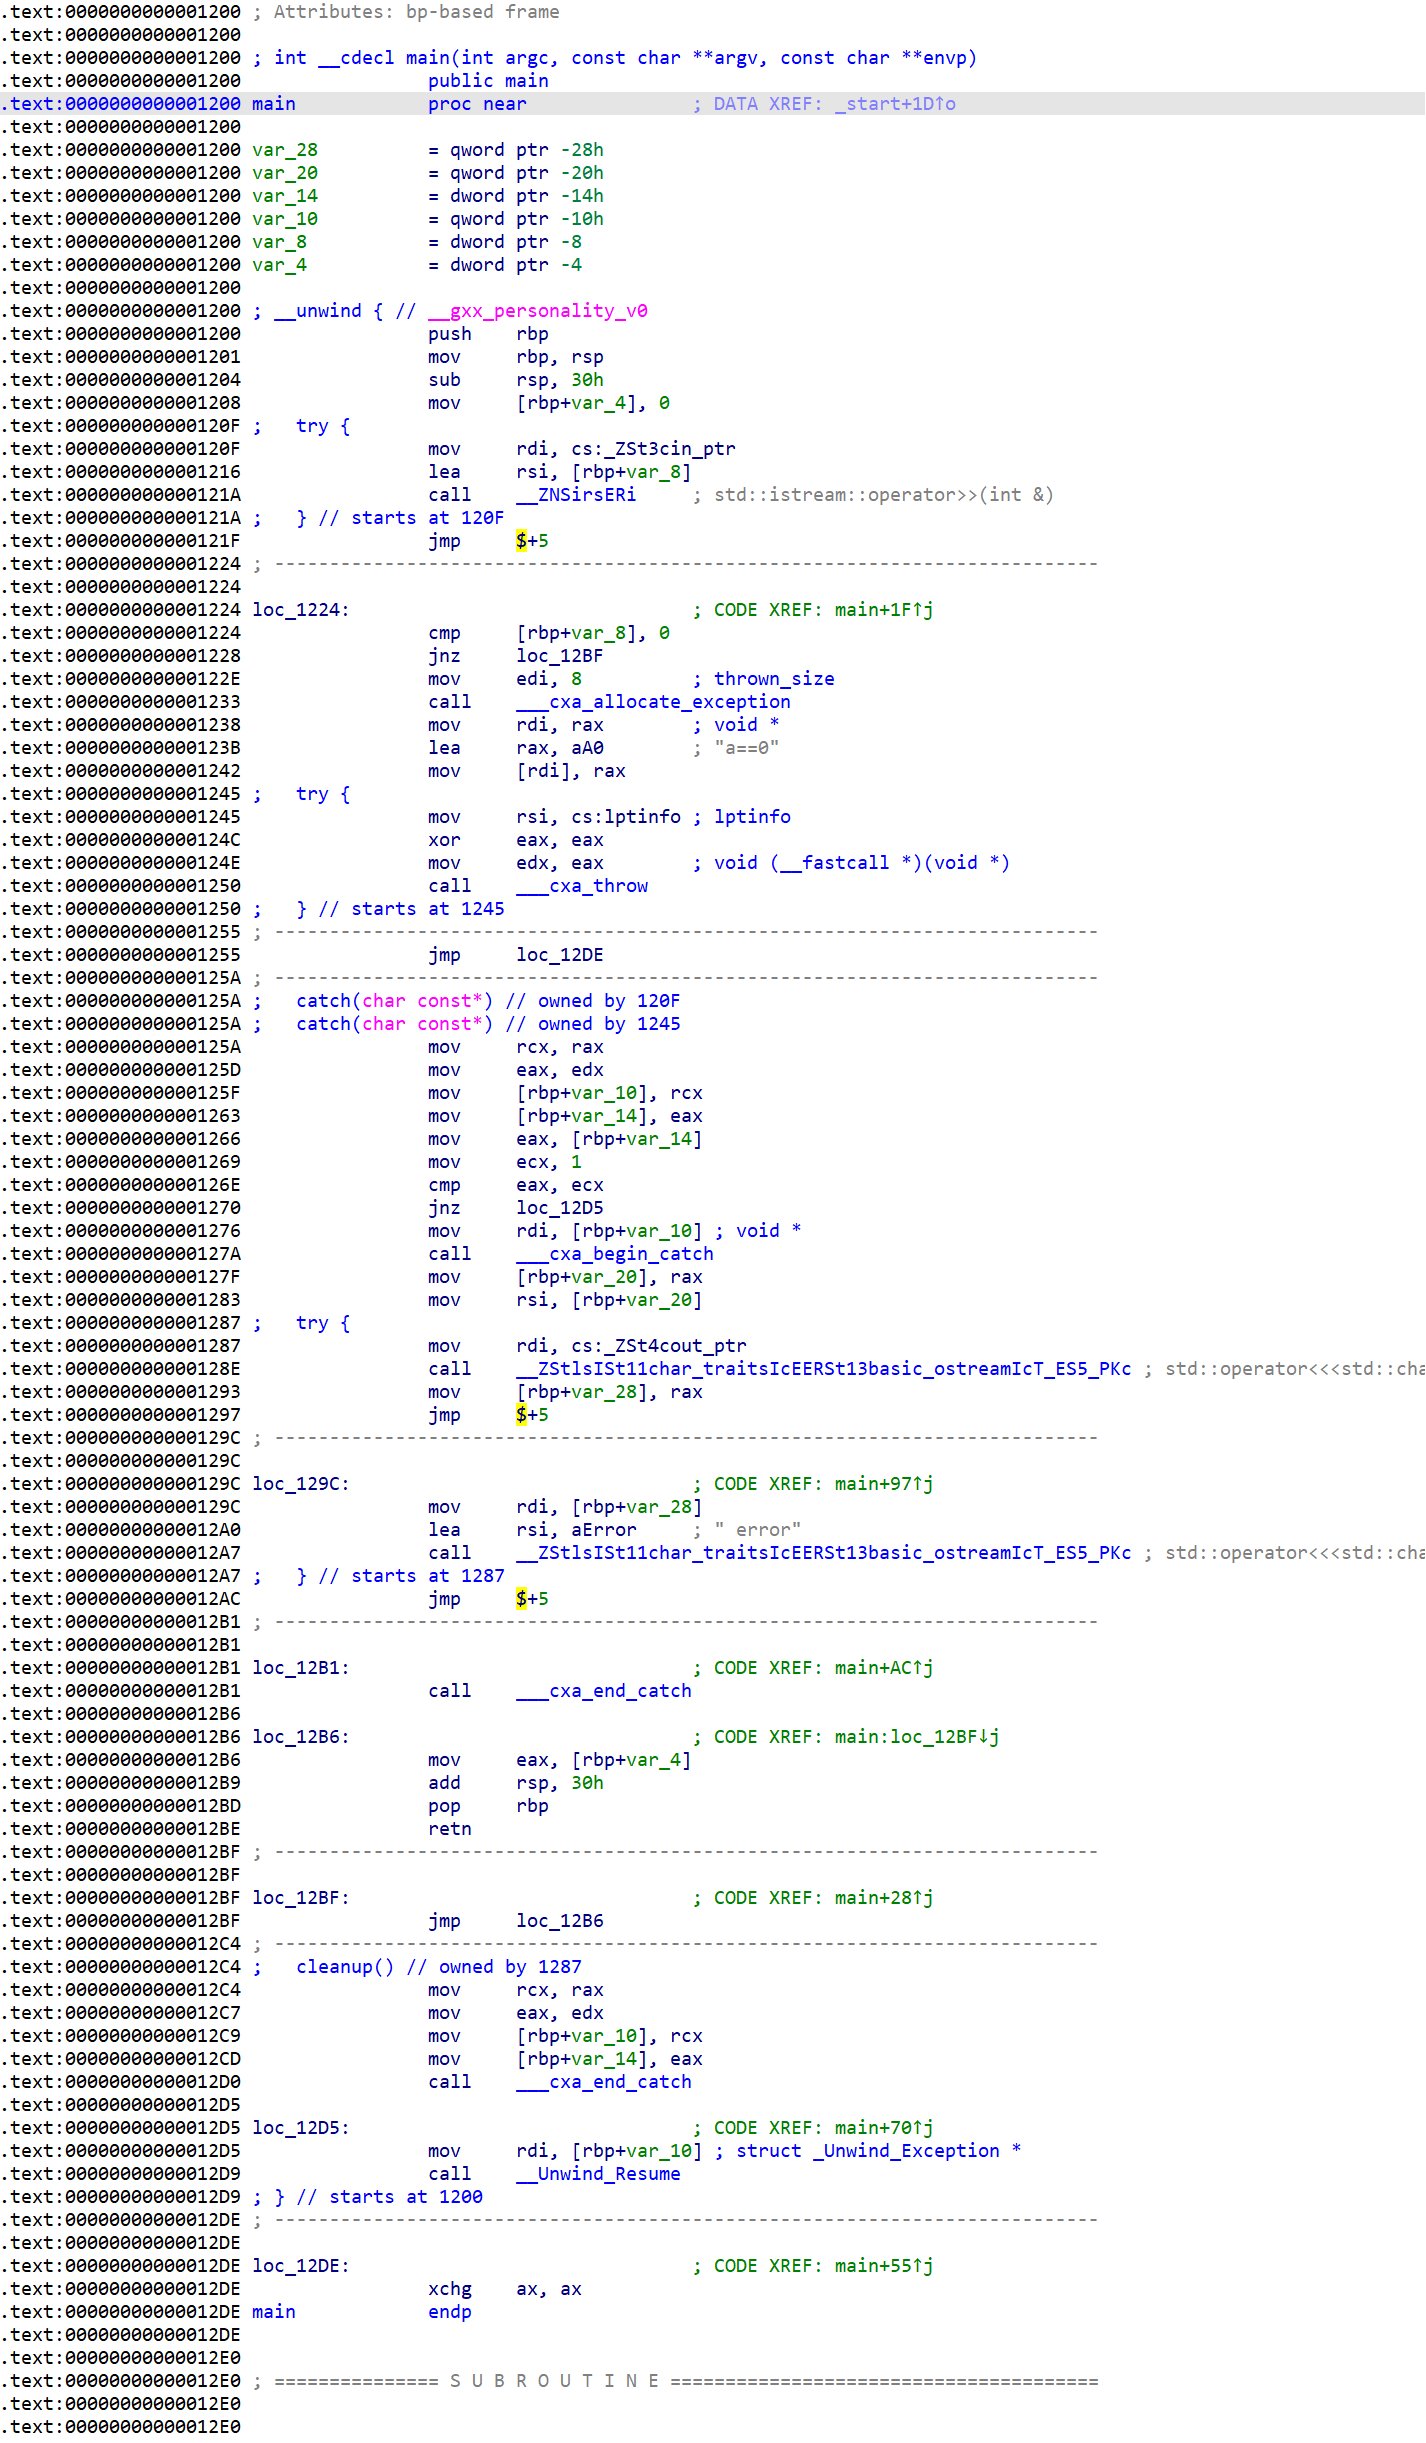 .text:0000000000001200 ; Attributes: bp-based frame
.text:0000000000001200
.text:0000000000001200 ; int __cdecl main(int argc, const char **argv, const char **envp)
.text:0000000000001200                 public main
.text:0000000000001200 main            proc near               ; DATA XREF: _start+1D↑o
.text:0000000000001200
.text:0000000000001200 var_28          = qword ptr -28h
.text:0000000000001200 var_20          = qword ptr -20h
.text:0000000000001200 var_14          = dword ptr -14h
.text:0000000000001200 var_10          = qword ptr -10h
.text:0000000000001200 var_8           = dword ptr -8
.text:0000000000001200 var_4           = dword ptr -4
.text:0000000000001200
.text:0000000000001200 ; __unwind { // __gxx_personality_v0
.text:0000000000001200                 push    rbp
.text:0000000000001201                 mov     rbp, rsp
.text:0000000000001204                 sub     rsp, 30h
.text:0000000000001208                 mov     [rbp+var_4], 0
.text:000000000000120F ;   try {
.text:000000000000120F                 mov     rdi, cs:_ZSt3cin_ptr
.text:0000000000001216                 lea     rsi, [rbp+var_8]
.text:000000000000121A                 call    __ZNSirsERi     ; std::istream::operator>>(int &)
.text:000000000000121A ;   } // starts at 120F
.text:000000000000121F                 jmp     $+5
.text:0000000000001224 ; ---------------------------------------------------------------------------
.text:0000000000001224
.text:0000000000001224 loc_1224:                               ; CODE XREF: main+1F↑j
.text:0000000000001224                 cmp     [rbp+var_8], 0
.text:0000000000001228                 jnz     loc_12BF
.text:000000000000122E                 mov     edi, 8          ; thrown_size
.text:0000000000001233                 call    ___cxa_allocate_exception
.text:0000000000001238                 mov     rdi, rax        ; void *
.text:000000000000123B                 lea     rax, aA0        ; "a==0"
.text:0000000000001242                 mov     [rdi], rax
.text:0000000000001245 ;   try {
.text:0000000000001245                 mov     rsi, cs:lptinfo ; lptinfo
.text:000000000000124C                 xor     eax, eax
.text:000000000000124E                 mov     edx, eax        ; void (__fastcall *)(void *)
.text:0000000000001250                 call    ___cxa_throw
.text:0000000000001250 ;   } // starts at 1245
.text:0000000000001255 ; ---------------------------------------------------------------------------
.text:0000000000001255                 jmp     loc_12DE
.text:000000000000125A ; ---------------------------------------------------------------------------
.text:000000000000125A ;   catch(char const*) // owned by 120F
.text:000000000000125A ;   catch(char const*) // owned by 1245
.text:000000000000125A                 mov     rcx, rax
.text:000000000000125D                 mov     eax, edx
.text:000000000000125F                 mov     [rbp+var_10], rcx
.text:0000000000001263                 mov     [rbp+var_14], eax
.text:0000000000001266                 mov     eax, [rbp+var_14]
.text:0000000000001269                 mov     ecx, 1
.text:000000000000126E                 cmp     eax, ecx
.text:0000000000001270                 jnz     loc_12D5
.text:0000000000001276                 mov     rdi, [rbp+var_10] ; void *
.text:000000000000127A                 call    ___cxa_begin_catch
.text:000000000000127F                 mov     [rbp+var_20], rax
.text:0000000000001283                 mov     rsi, [rbp+var_20]
.text:0000000000001287 ;   try {
.text:0000000000001287                 mov     rdi, cs:_ZSt4cout_ptr
.text:000000000000128E                 call    __ZStlsISt11char_traitsIcEERSt13basic_ostreamIcT_ES5_PKc ; std::operator<<<std::cha
.text:0000000000001293                 mov     [rbp+var_28], rax
.text:0000000000001297                 jmp     $+5
.text:000000000000129C ; ---------------------------------------------------------------------------
.text:000000000000129C
.text:000000000000129C loc_129C:                               ; CODE XREF: main+97↑j
.text:000000000000129C                 mov     rdi, [rbp+var_28]
.text:00000000000012A0                 lea     rsi, aError     ; " error"
.text:00000000000012A7                 call    __ZStlsISt11char_traitsIcEERSt13basic_ostreamIcT_ES5_PKc ; std::operator<<<std::cha
.text:00000000000012A7 ;   } // starts at 1287
.text:00000000000012AC                 jmp     $+5
.text:00000000000012B1 ; ---------------------------------------------------------------------------
.text:00000000000012B1
.text:00000000000012B1 loc_12B1:                               ; CODE XREF: main+AC↑j
.text:00000000000012B1                 call    ___cxa_end_catch
.text:00000000000012B6
.text:00000000000012B6 loc_12B6:                               ; CODE XREF: main:loc_12BF↓j
.text:00000000000012B6                 mov     eax, [rbp+var_4]
.text:00000000000012B9                 add     rsp, 30h
.text:00000000000012BD                 pop     rbp
.text:00000000000012BE                 retn
.text:00000000000012BF ; ---------------------------------------------------------------------------
.text:00000000000012BF
.text:00000000000012BF loc_12BF:                               ; CODE XREF: main+28↑j
.text:00000000000012BF                 jmp     loc_12B6
.text:00000000000012C4 ; ---------------------------------------------------------------------------
.text:00000000000012C4 ;   cleanup() // owned by 1287
.text:00000000000012C4                 mov     rcx, rax
.text:00000000000012C7                 mov     eax, edx
.text:00000000000012C9                 mov     [rbp+var_10], rcx
.text:00000000000012CD                 mov     [rbp+var_14], eax
.text:00000000000012D0                 call    ___cxa_end_catch
.text:00000000000012D5
.text:00000000000012D5 loc_12D5:                               ; CODE XREF: main+70↑j
.text:00000000000012D5                 mov     rdi, [rbp+var_10] ; struct _Unwind_Exception *
.text:00000000000012D9                 call    __Unwind_Resume
.text:00000000000012D9 ; } // starts at 1200
.text:00000000000012DE ; ---------------------------------------------------------------------------
.text:00000000000012DE
.text:00000000000012DE loc_12DE:                               ; CODE XREF: main+55↑j
.text:00000000000012DE                 xchg    ax, ax
.text:00000000000012DE main            endp
.text:00000000000012DE
.text:00000000000012E0
.text:00000000000012E0 ; =============== S U B R O U T I N E =======================================
.text:00000000000012E0
.text:00000000000012E0